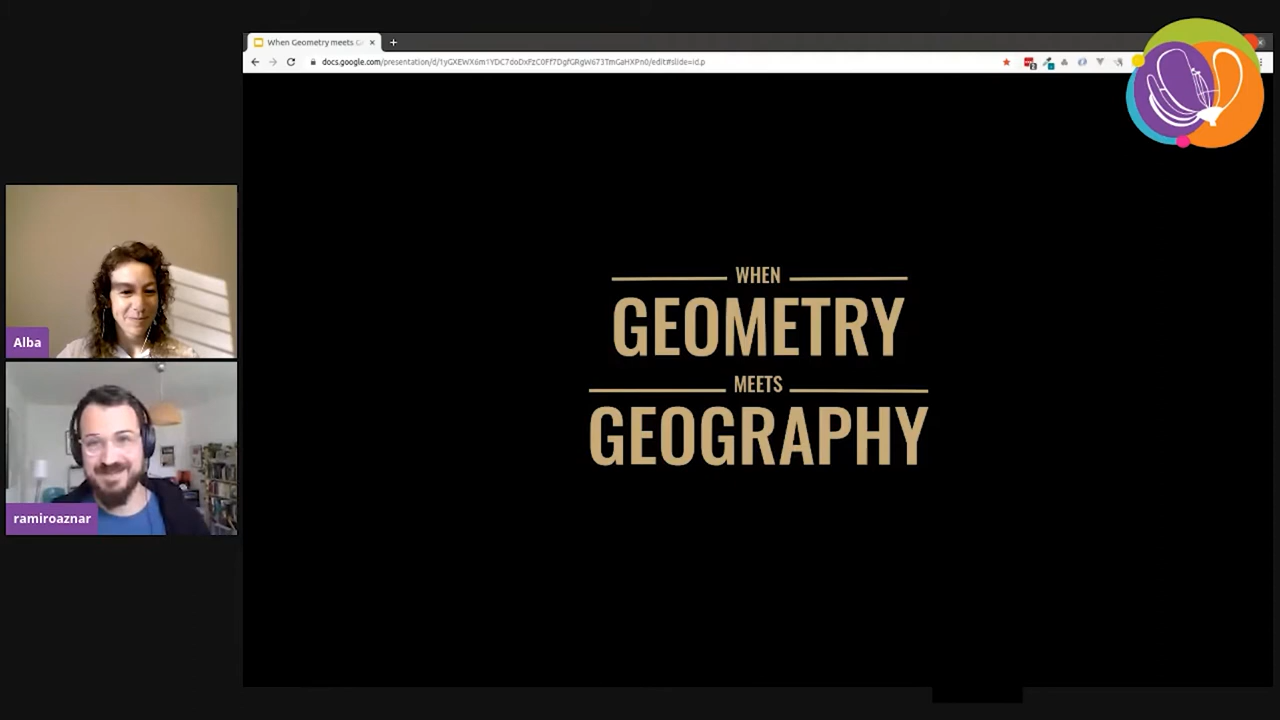 When Geometry meets G
docs.google.com/presentation/d/1yGXEWX6m1YDC7doDxFzC0Ff7DgfGRgW673TmGaHXPn0/edit#slide=id.p
WHEN
GEOMETRY
MEETS
GEOGRAPHY
Alba
ramiroaznar